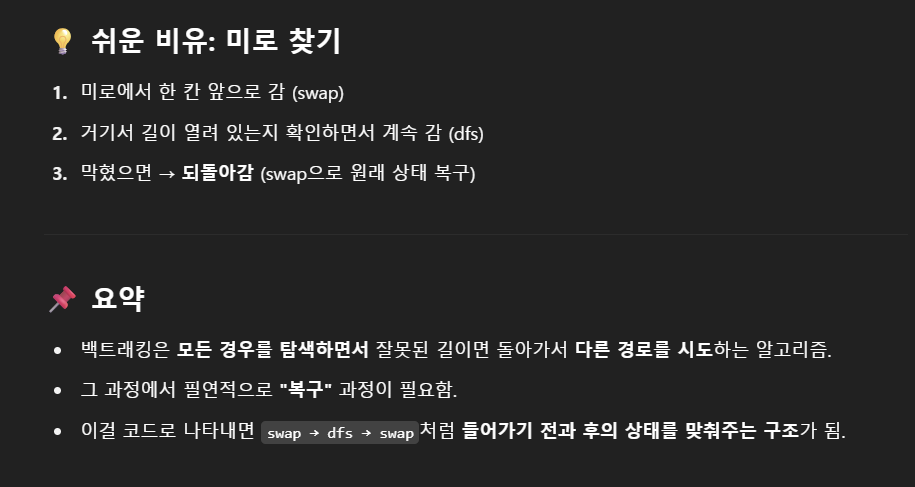 💡 쉬운 비유: 미로 찾기
1. 미로에서 한 칸 앞으로 감 (swap)
2. 거기서 길이 열려 있는지 확인하면서 계속 감 (dfs)
3. 막혔으면 → 되돌아감 (swap으로 원래 상태 복구)
📌 요약
• 백트래킹은 모든 경우를 탐색하면서 잘못된 길이면 돌아가서 다른 경로를 시도하는 알고리즘.
• 그 과정에서 필연적으로 "복구" 과정이 필요함.
• 이걸 코드로 나타내면 swap → dfs → swap처럼 들어가기 전과 후의 상태를 맞춰주는 구조가 됨.